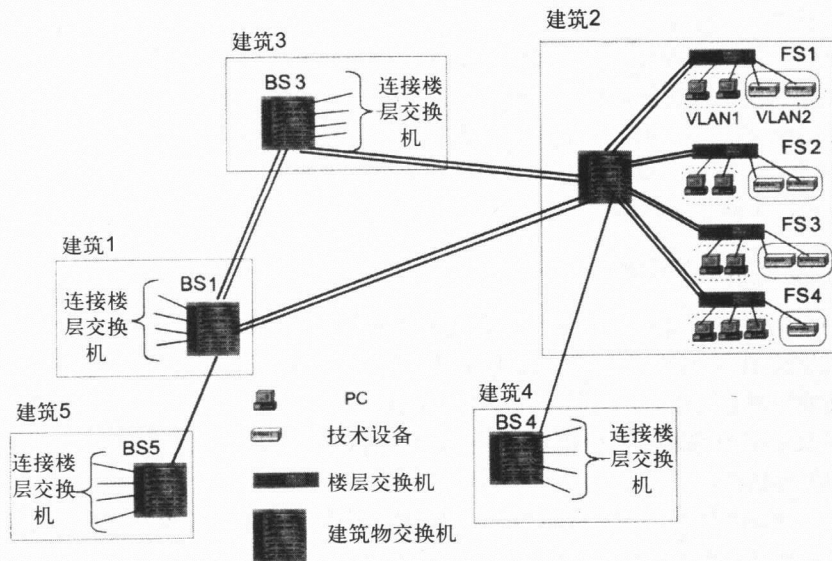 建筑3
BS 3
连接楼
层交换
机
建筑2
FS1
VLAN1
VLAN2
FS2
FS3
FS4
建筑1
BS1
连接楼
层交换
机
建筑5
BS5
连接楼
层交换
机
PC
技术设备
楼层交换机
建筑物交换机
建筑4
BS 4
连接楼
层交换
机